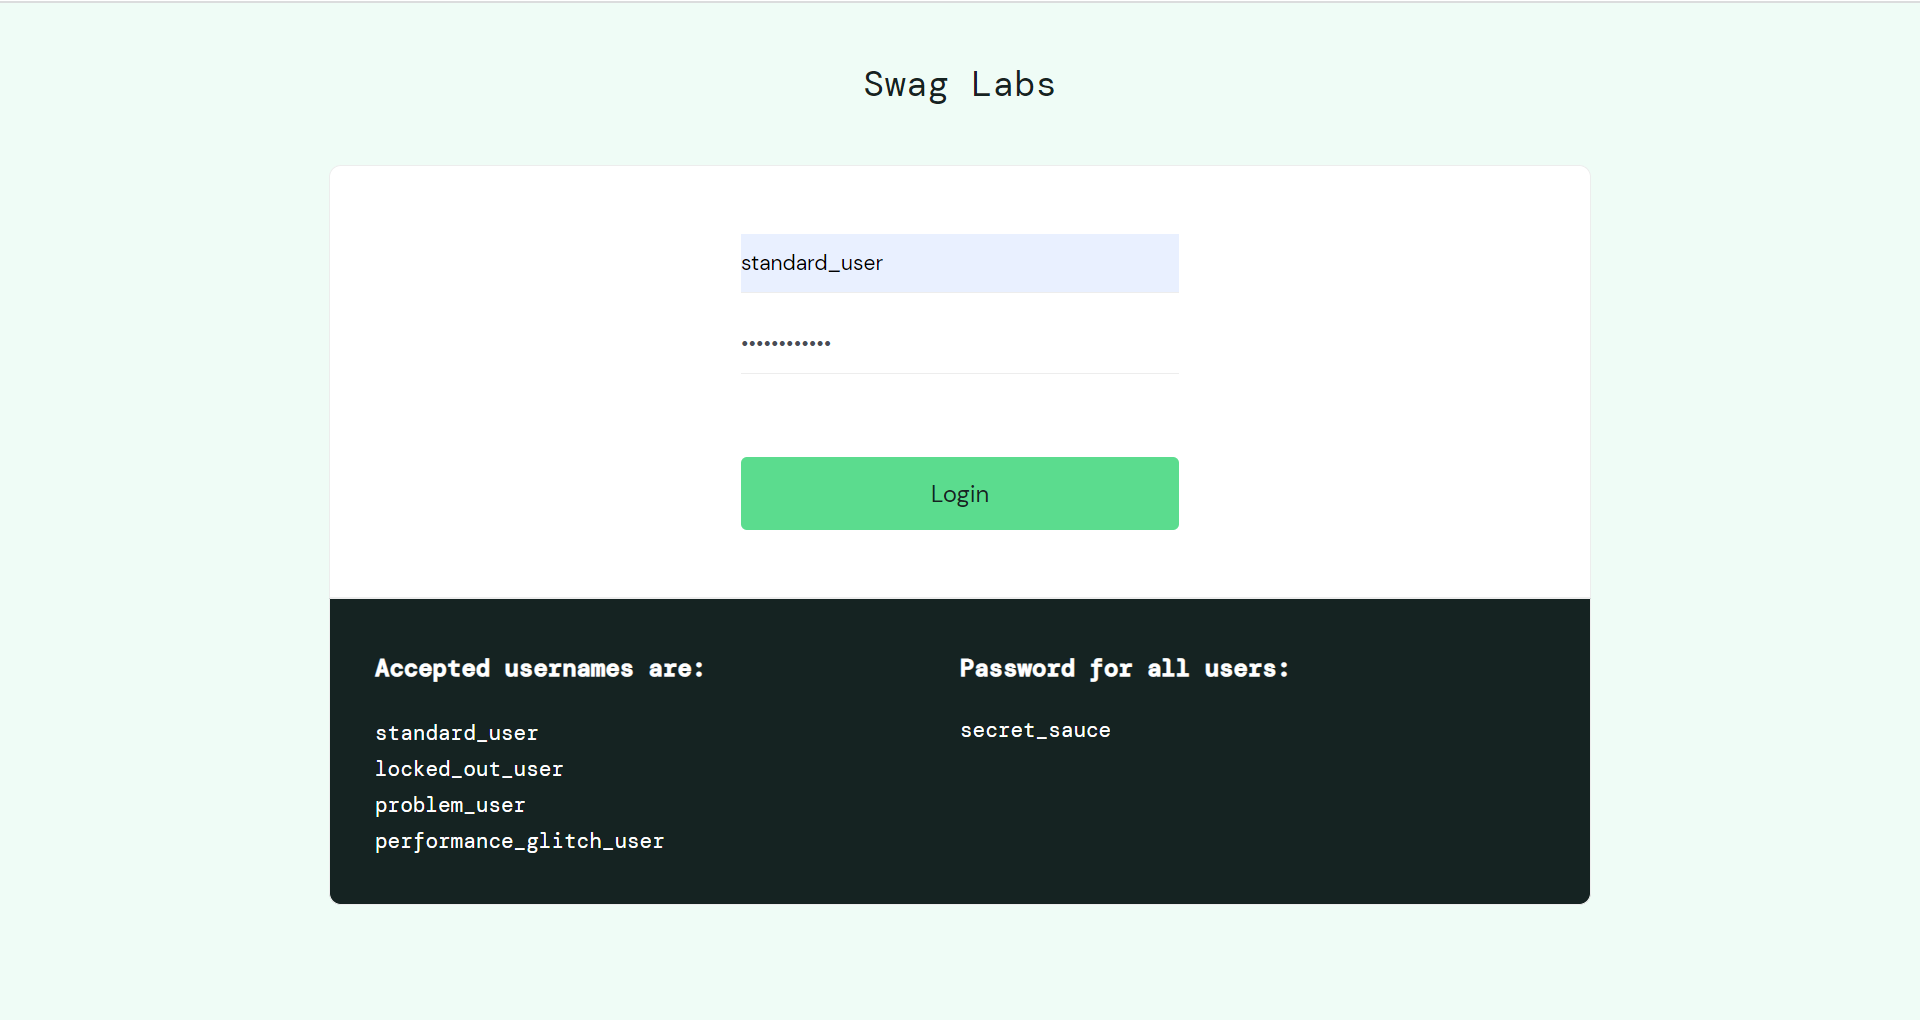 Swag Labs
standard_user
••••••••••••
Login
Accepted usernames are:
standard_user
locked_out_user
problem_user
performance_glitch_user
Password for all users:
secret_sauce